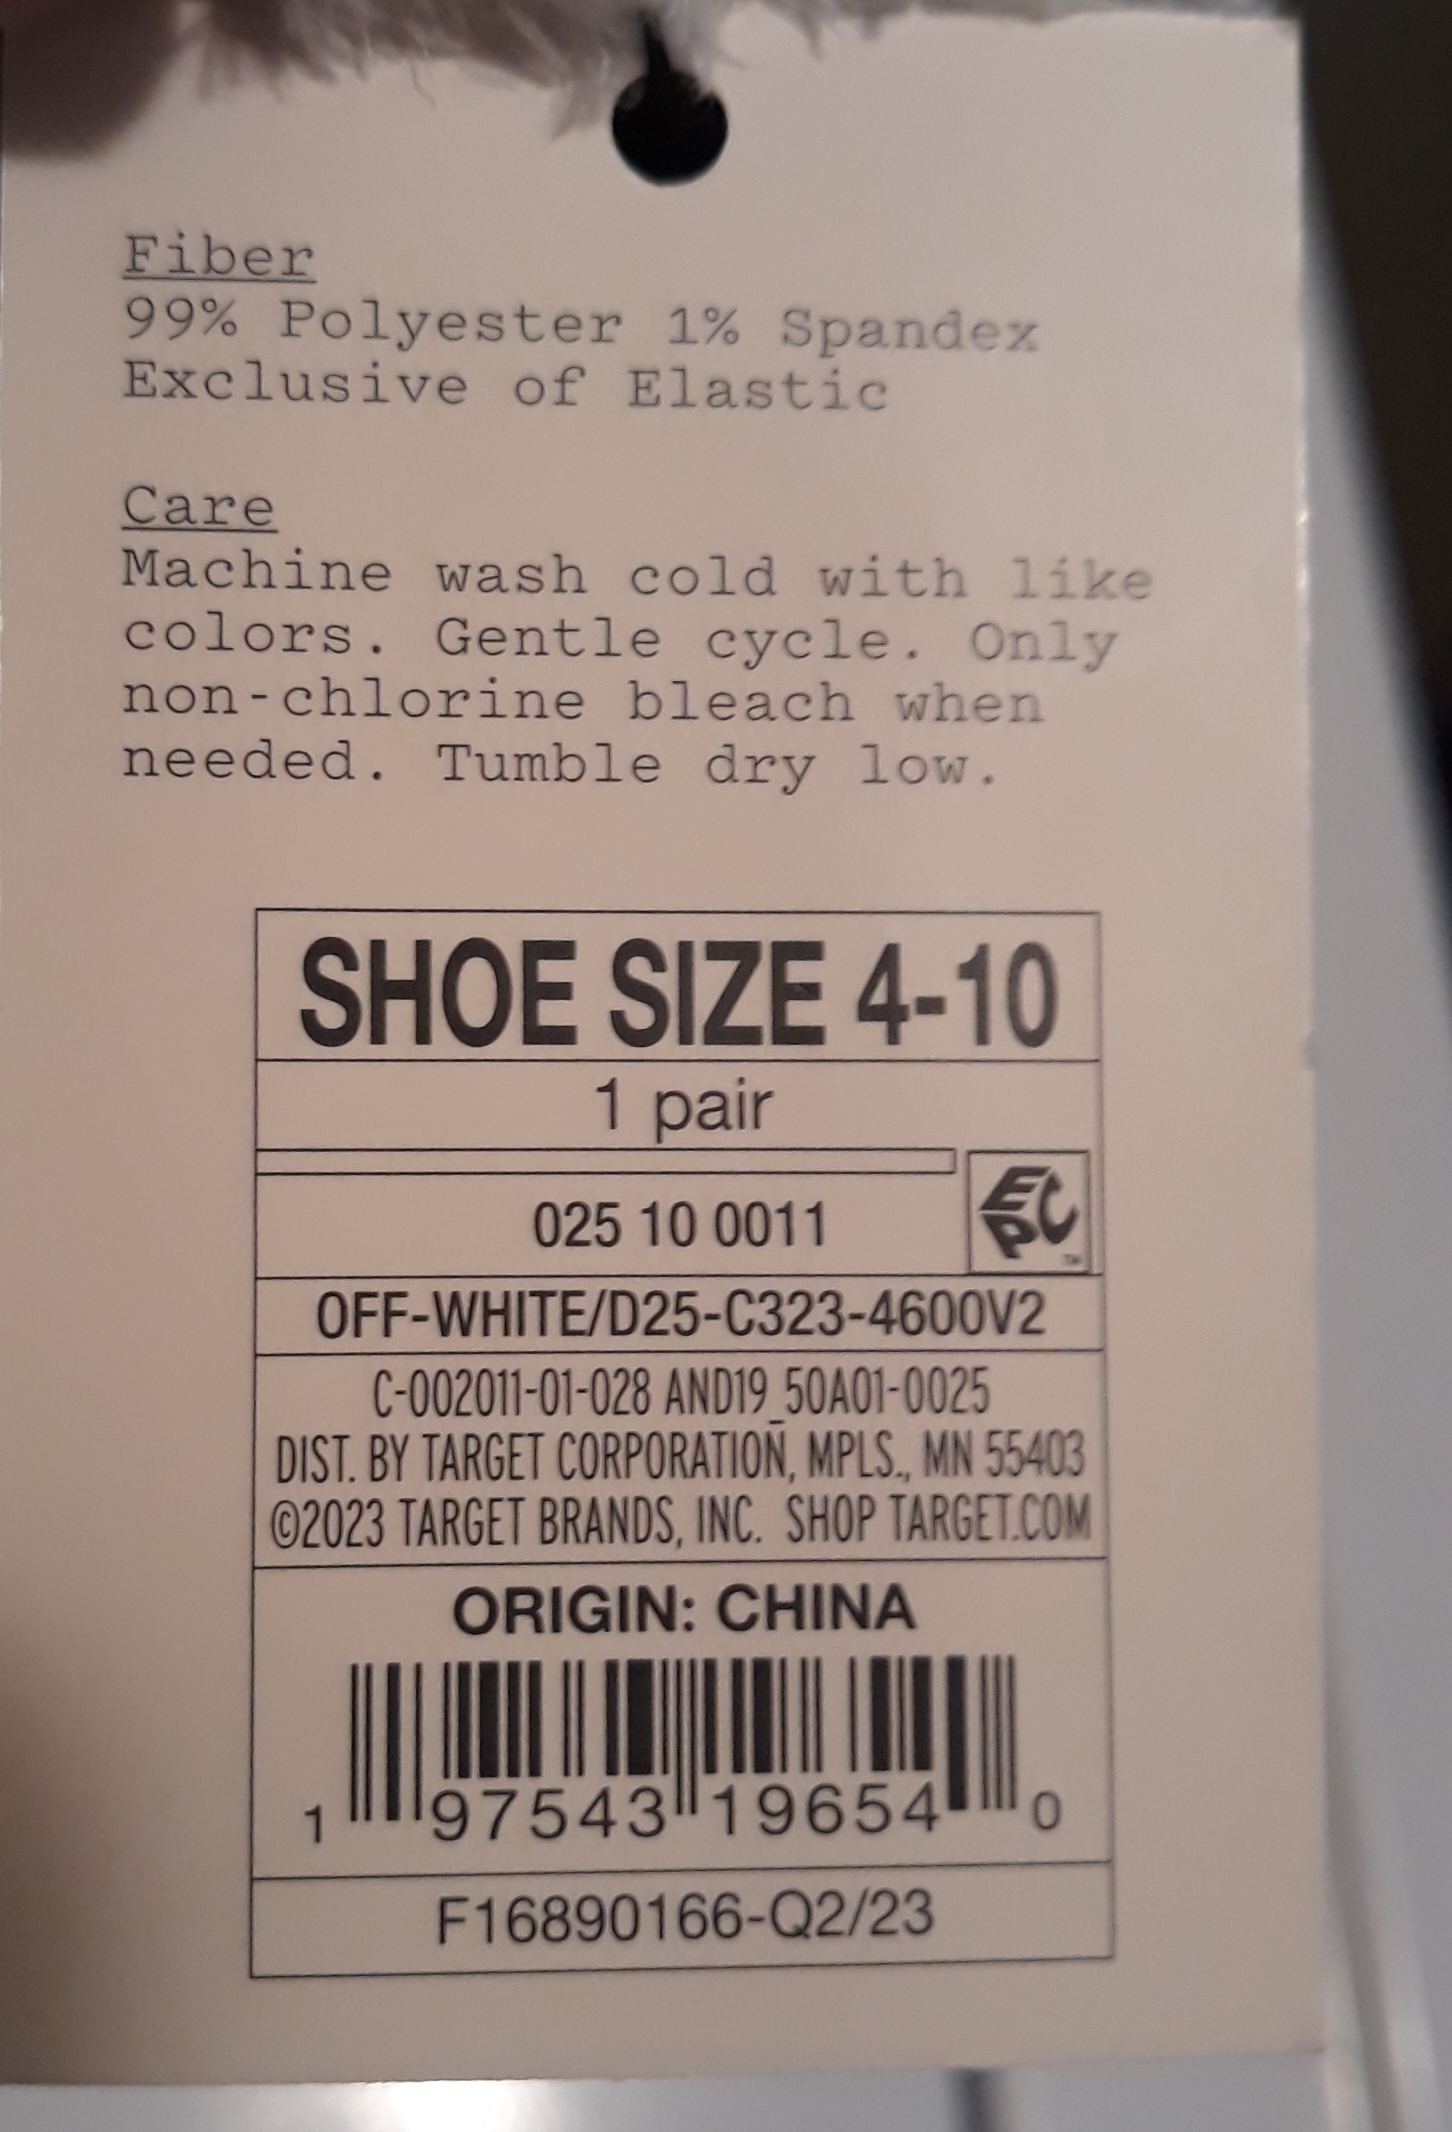 Fiber
99% Polyester 1% Spandex
Exclusive of Elastic
Care
Machine wash cold with like
colors. Gentle cycle. Only
non-chlorine bleach when
needed. Tumble dry low.
SHOE SIZE 4-10
1 pair
025 10 0011
EPC™
OFF-WHITE/D25-C323-4600V2
C-002011-01-028 AND19_50A01-0025
DIST. BY TARGET CORPORATION, MPLS., MN 55403
©2023 TARGET BRANDS, INC. SHOP TARGET.COM
ORIGIN: CHINA
1 97543 19654 0
F16890166-Q2/23